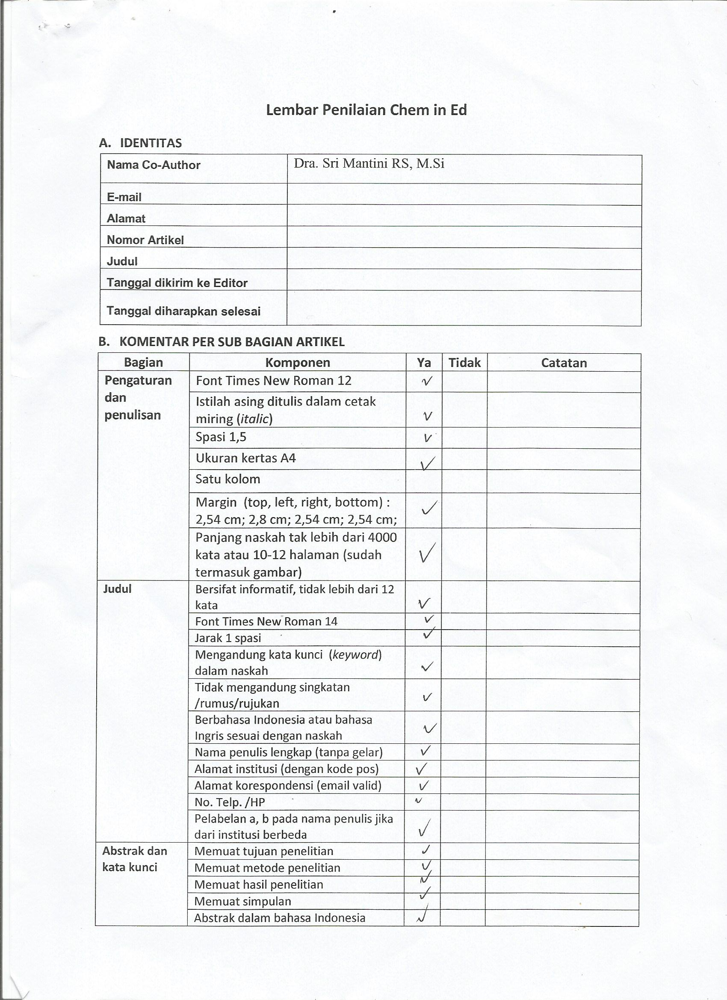 Lembar Penilaian Chem in Ed
A. IDENTITAS
Nama Co-Author Dra. Sri Mantini RS, M.Si
E-mail
Alamat
Nomor Artikel
Judul
Tanggal dikirim ke Editor
Tanggal diharapkan selesai
B. KOMENTAR PER SUB BAGIAN ARTIKEL
Bagian Komponen Ya Tidak Catatan
Pengaturan dan penulisan
Font Times New Roman 12 √
Istilah asing ditulis dalam cetak
miring (italic) √
Spasi 1,5 √
Ukuran kertas A4 √
Satu kolom
Margin (top, left, right, bottom) :
2,54 cm; 2,8 cm; 2,54 cm; 2,54 cm; √
Panjang naskah tak lebih dari 4000
kata atau 10-12 halaman (sudah
termasuk gambar) √
Judul
Bersifat informatif, tidak lebih dari 12
kata √
Font Times New Roman 14 √
Jarak 1 spasi √
Mengandung kata kunci (keyword)
dalam naskah √
Tidak mengandung singkatan
/rumus/rujukan √
Berbahasa Indonesia atau bahasa
Ingris sesuai dengan naskah √
Nama penulis lengkap (tanpa gelar) √
Alamat institusi (dengan kode pos) √
Alamat korespondensi (email valid) √
No. Telp. /HP √
Pelabelan a, b pada nama penulis jika
dari institusi berbeda √
Abstrak dan kata kunci
Memuat tujuan penelitian √
Memuat metode penelitian √
Memuat hasil penelitian √
Memuat simpulan √
Abstrak dalam bahasa Indonesia √